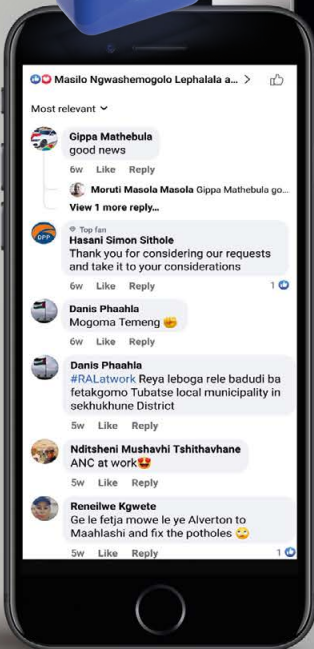 Masilo Ngwashemogolo Lephalala a... >
Most relevant
Gippa Mathebula
good news
6w Like Reply
Moruti Masola Masola Gippa Mathebula go...
View 1 more reply...
DPP
Top fan
Hasani Simon Sithole
Thank you for considering our requests
and take it to your considerations
6w Like Reply 1
Danis Phaahla
Mogoma Temeng ✊
6w Like Reply
Danis Phaahla
#RALatwork Reya leboga rele badudi ba
fetakgomo Tubatse local municipality in
sekhukhune District
5w Like Reply
Nditsheni Mushavhi Tshithavhane
ANC at work😍
5w Like Reply
Reneilwe Kgwete
Ge le fetja mowe le ye Alverton to
Maahlashi and fix the potholes 🙄
5w Like Reply 1